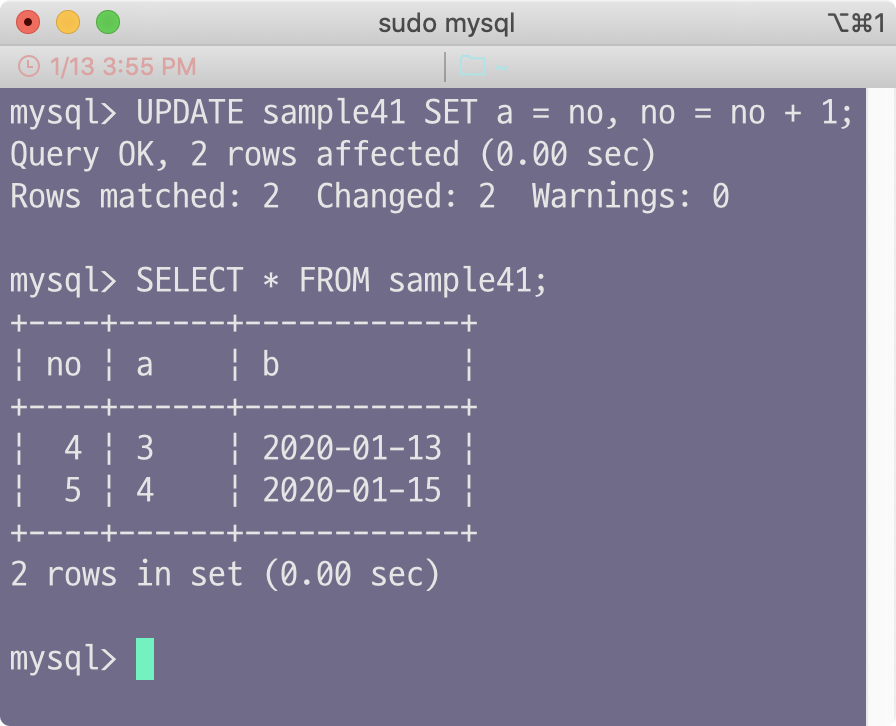 sudo mysql ⌥⌘1
1/13 3:55 PM ~
mysql> UPDATE sample41 SET a = no, no = no + 1;
Query OK, 2 rows affected (0.00 sec)
Rows matched: 2  Changed: 2  Warnings: 0
mysql> SELECT * FROM sample41;
+----+------+------------+
| no | a    | b          |
+----+------+------------+
|  4 | 3    | 2020-01-13 |
|  5 | 4    | 2020-01-15 |
+----+------+------------+
2 rows in set (0.00 sec)
mysql>